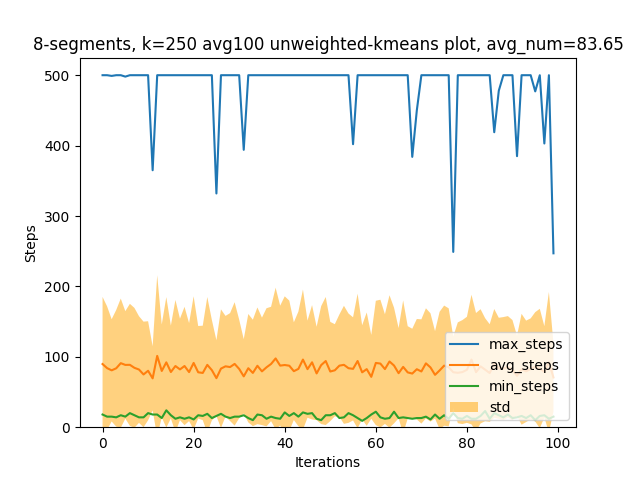 8-segments, k=250 avg100 unweighted-kmeans plot, avg_num=83.65
500
400
300
200
100
0
Steps
max_steps
avg_steps
min_steps
std
0
20
40
60
80
100
Iterations